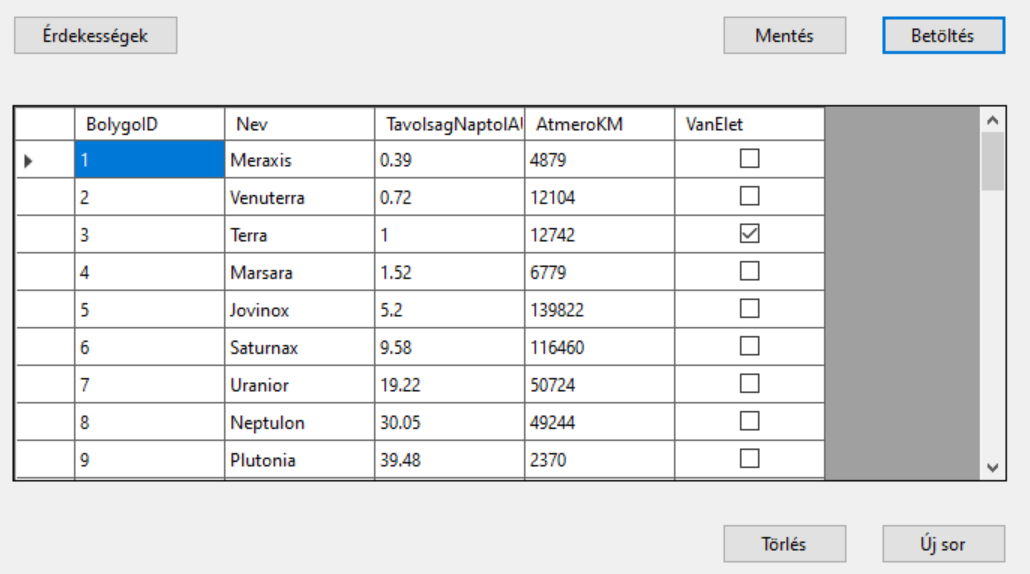 Érdekességek Mentés Betöltés
BolygoID Nev TavolsagNaptolAU AtmeroKM VanElet
1 Meraxis 0.39 4879
2 Venuterra 0.72 12104
3 Terra 1 12742
4 Marsara 1.52 6779
5 Jovinox 5.2 139822
6 Saturnax 9.58 116460
7 Uranior 19.22 50724
8 Neptulon 30.05 49244
9 Plutonia 39.48 2370
Törlés Új sor